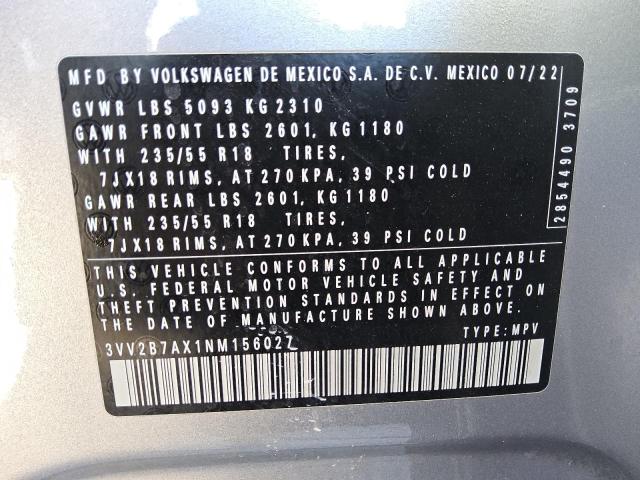 MFD BY VOLKSWAGEN DE MEXICO S.A. DE C.V. MEXICO 07/22
GVWR LBS 5093 KG 2310
GAWR FRONT LBS 2601, KG 1180
WITH 235/55 R18 TIRES,
7JX18 RIMS, AT 270 KPA, 39 PSI COLD
GAWR REAR LBS 2601, KG 1180
WITH 235/55 R18 TIRES,
7JX18 RIMS, AT 270 KPA, 39 PSI COLD
THIS VEHICLE CONFORMS TO ALL APPLICABLE
U.S. FEDERAL MOTOR VEHICLE SAFETY AND
THEFT PREVENTION STANDARDS IN EFFECT ON
THE DATE OF MANUFACTURE SHOWN ABOVE.
3VV2B7AX1NM156027 TYPE: MPV
2854490 3709